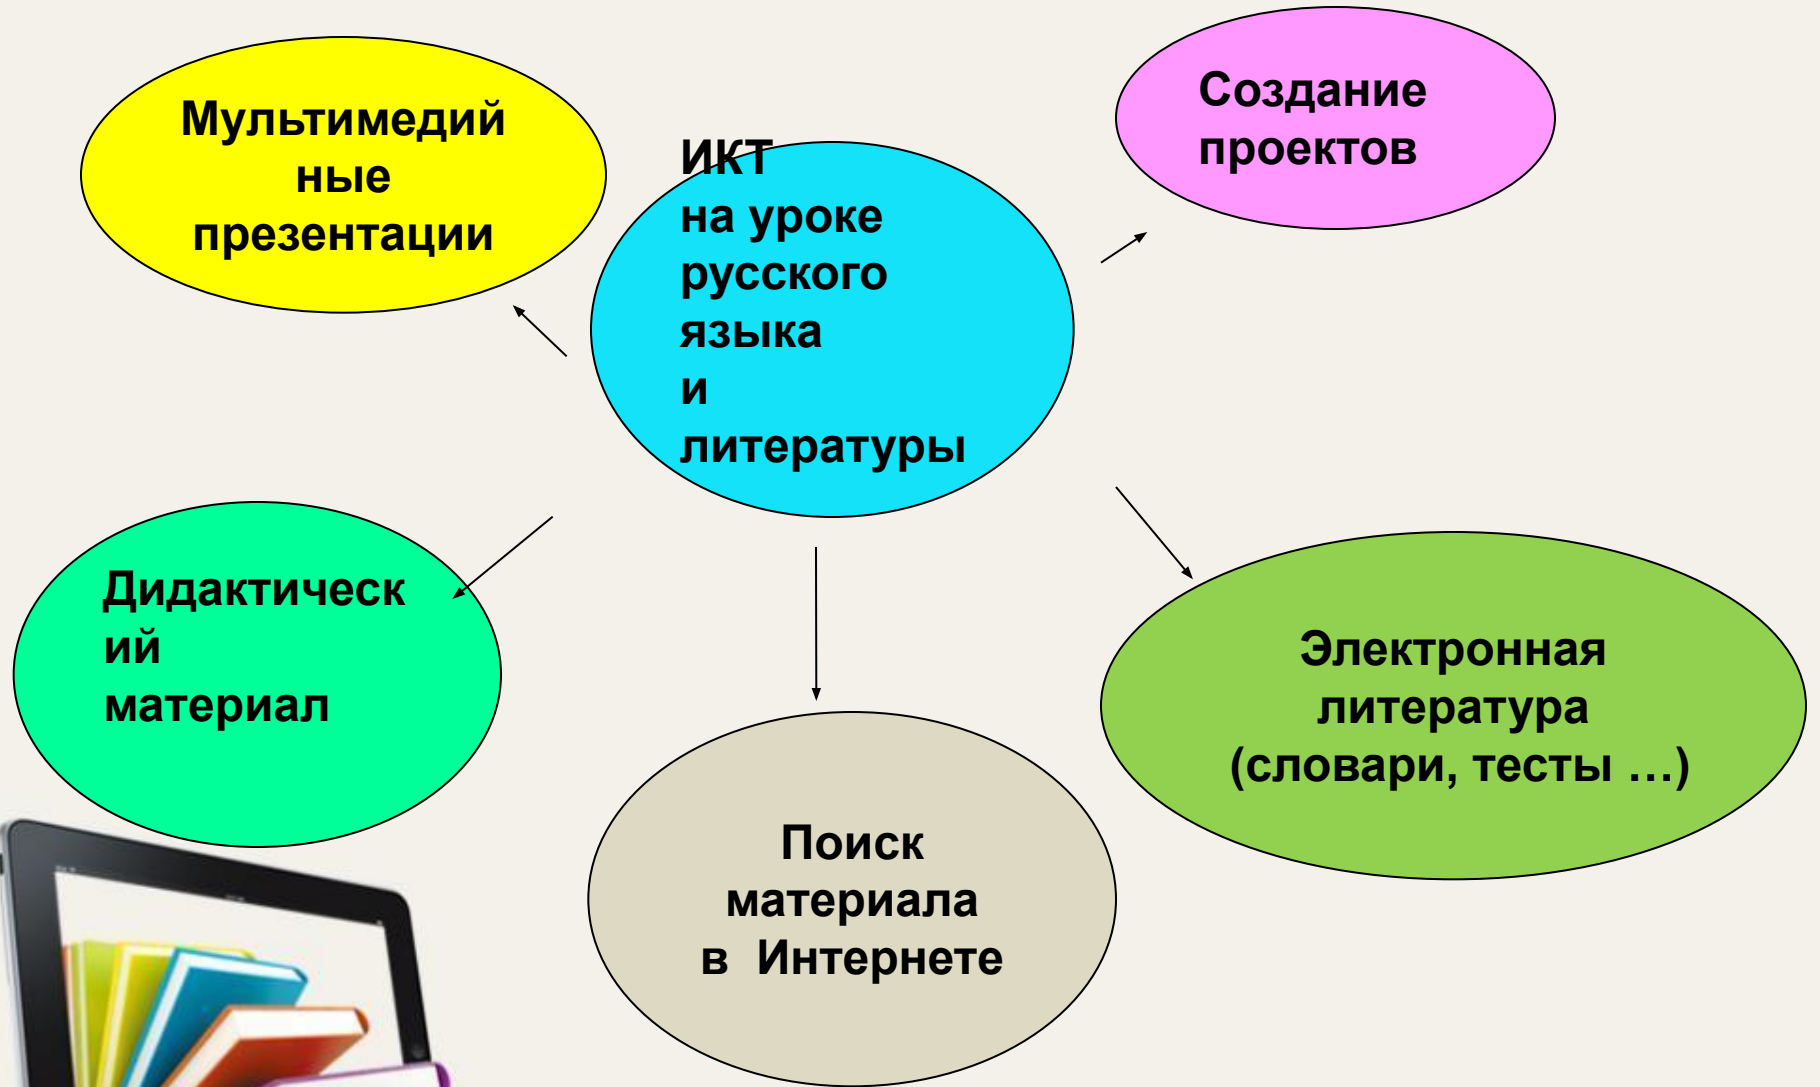 Мультимедий
ные
презентации
ИКТ
на уроке
русского
языка
и
литературы
Создание
проектов
Дидактическ
ий
материал
Поиск
материала
в  Интернете
Электронная
литература
(словари, тесты …)